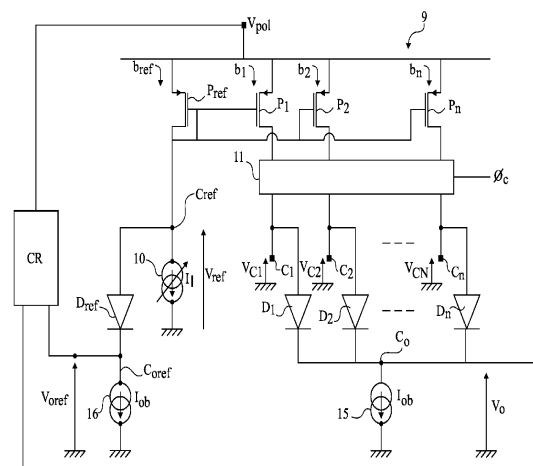 9
Vpol
bref
b1
b2
bn
Pref
P1
P2
Pn
11
Øc
Cref
CR
10
I1
Vref
VC1
C1
VC2
C2
VCN
Cn
Dref
D1
D2
Dn
Coref
Co
Voref
16
Iob
15
Iob
Vo